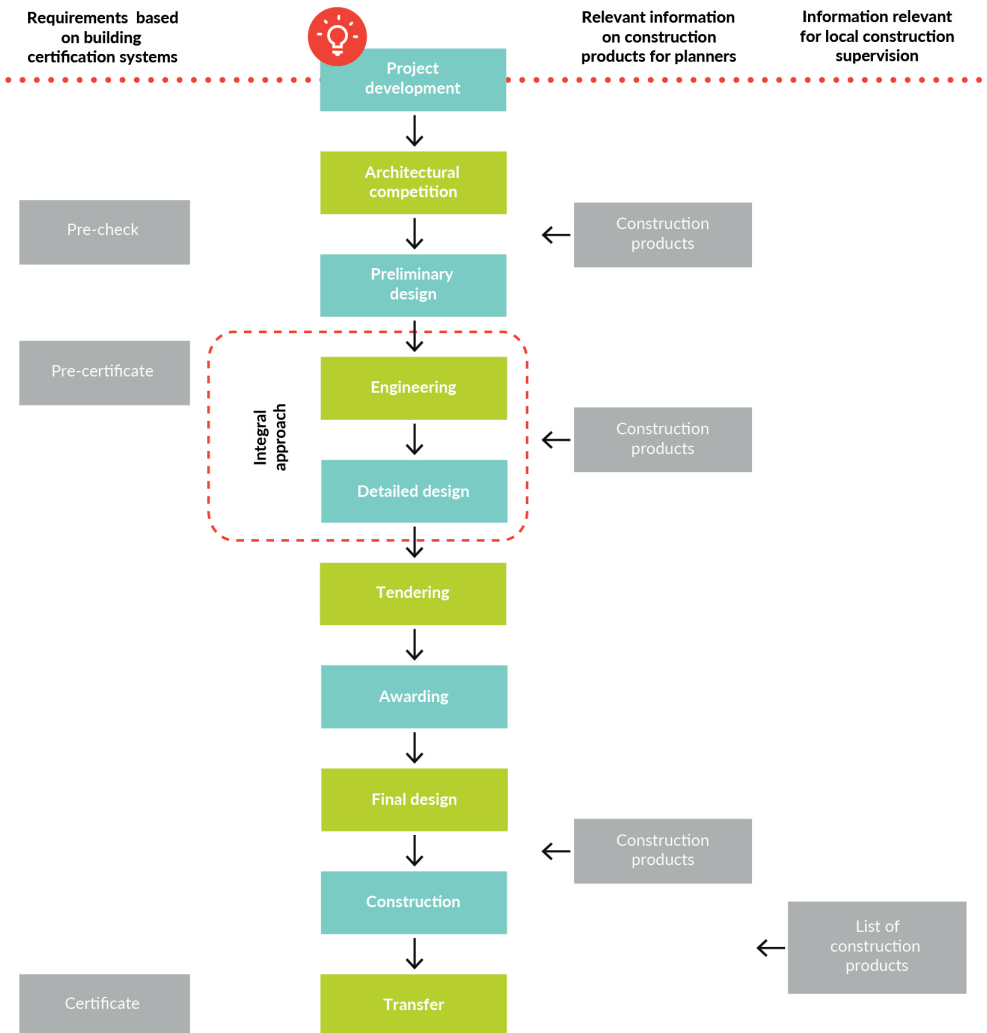 Requirements based
on building
certification systems
Relevant information
on construction
products for planners
Information relevant
for local construction
supervision
Project
development
Architectural
competition
Pre-check
Construction
products
Preliminary
design
Pre-certificate
Engineering
Integral
approach
Construction
products
Detailed design
Tendering
Awarding
Final design
Construction
products
Construction
List of
construction
products
Certificate
Transfer